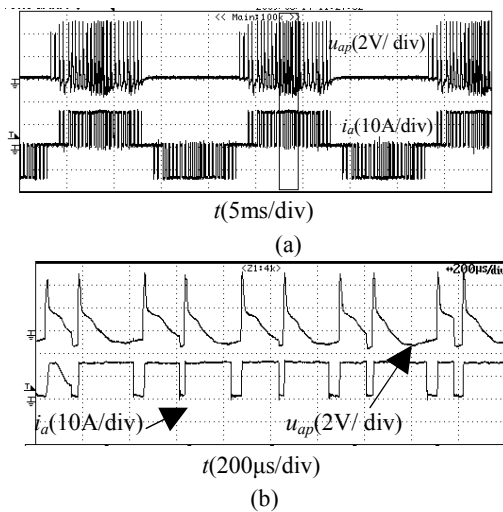 << Main:100k >>
u_ap(2V/ div)
i_a(10A/div)
t(5ms/div)
(a)
<Z1:4k>
↔200μs/div
i_a(10A/div)
u_ap(2V/ div)
t(200μs/div)
(b)